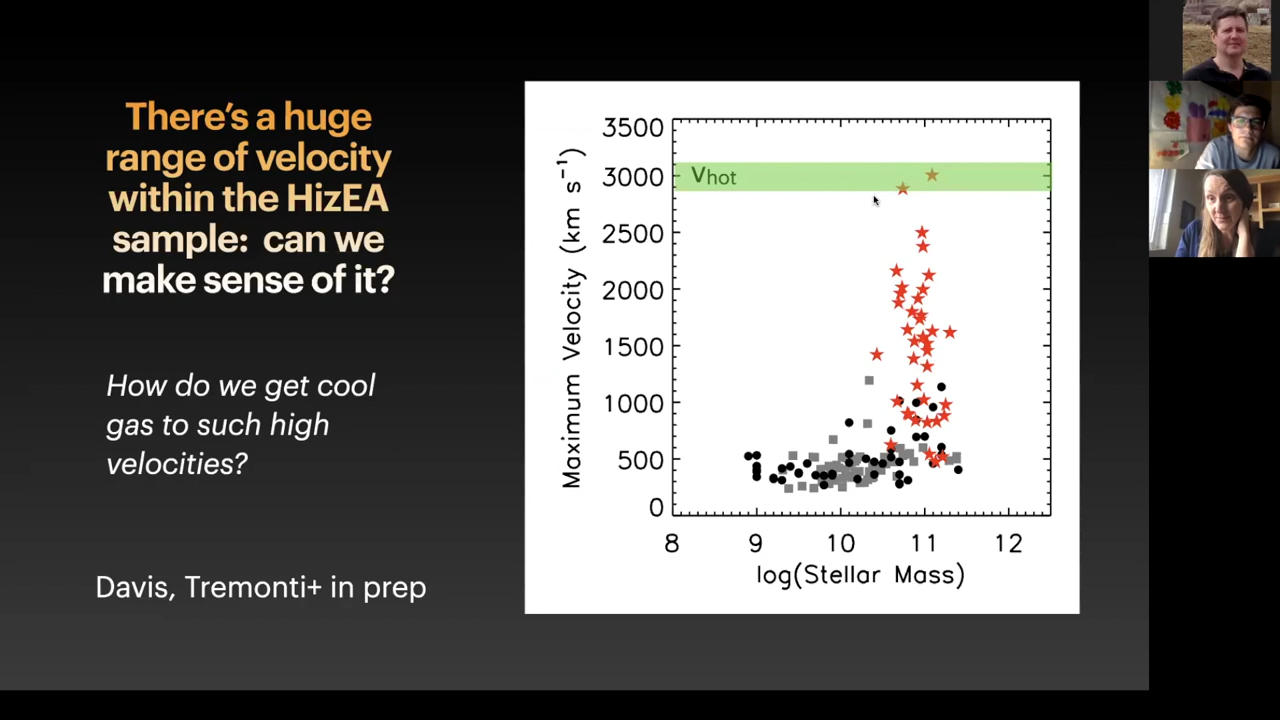 There's a huge
range of velocity
within the HizEA
sample: can we
make sense of it?
How do we get cool
gas to such high
velocities?
Davis, Tremonti+ in prep
Maximum Velocity (km s⁻¹)
3500
3000
2500
2000
1500
1000
500
0
Vhot
8 9 10 11 12
log(Stellar Mass)